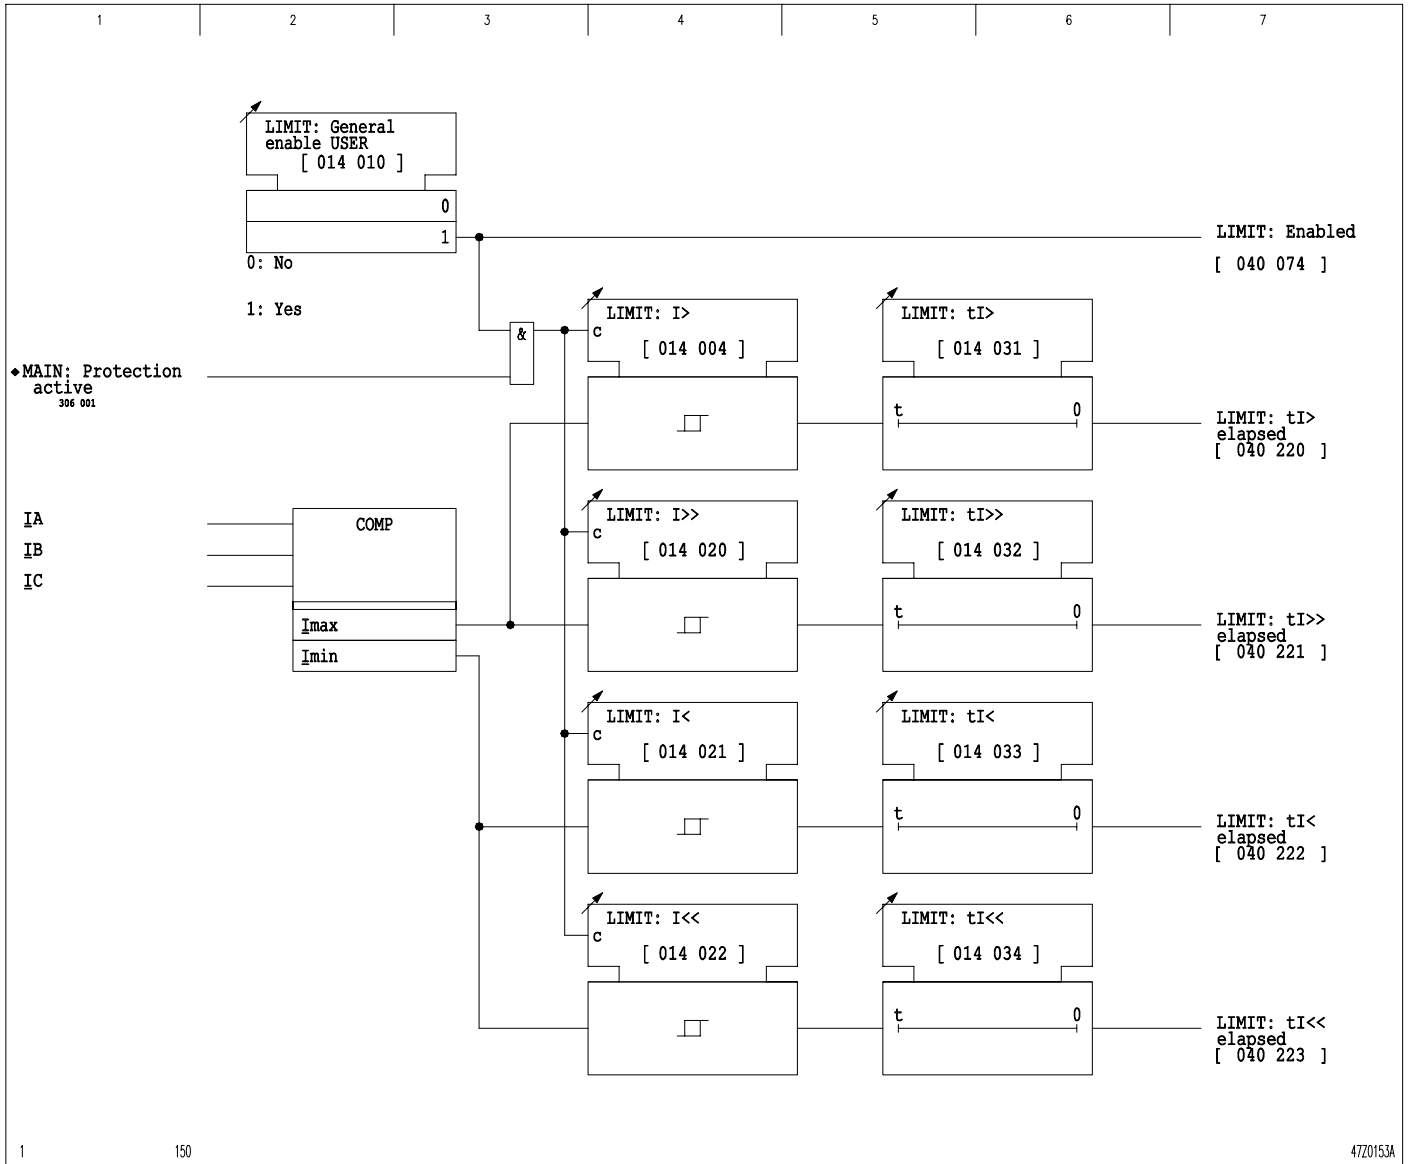 1 2 3 4 5 6 7
LIMIT: General
enable USER
[ 014 010 ]
0
1
0: No
1: Yes
LIMIT: Enabled
[ 040 074 ]
&
◆MAIN: Protection
active
306 001
c
LIMIT: I>
[ 014 004 ]
LIMIT: tI>
[ 014 031 ]
t 0
LIMIT: tI>
elapsed
[ 040 220 ]
IA
IB
IC
COMP
Imax
Imin
c
LIMIT: I>>
[ 014 020 ]
LIMIT: tI>>
[ 014 032 ]
t 0
LIMIT: tI>>
elapsed
[ 040 221 ]
c
LIMIT: I<
[ 014 021 ]
LIMIT: tI<
[ 014 033 ]
t 0
LIMIT: tI<
elapsed
[ 040 222 ]
c
LIMIT: I<<
[ 014 022 ]
LIMIT: tI<<
[ 014 034 ]
t 0
LIMIT: tI<<
elapsed
[ 040 223 ]
1 150 47Z0153A